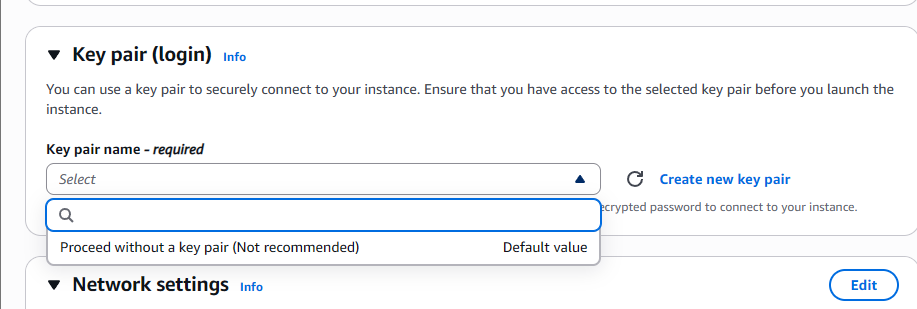 Key pair (login) Info
You can use a key pair to securely connect to your instance. Ensure that you have access to the selected key pair before you launch the
instance.
Key pair name - required
Select
Create new key pair
ecrypted password to connect to your instance.
Proceed without a key pair (Not recommended) Default value
Network settings Info
Edit